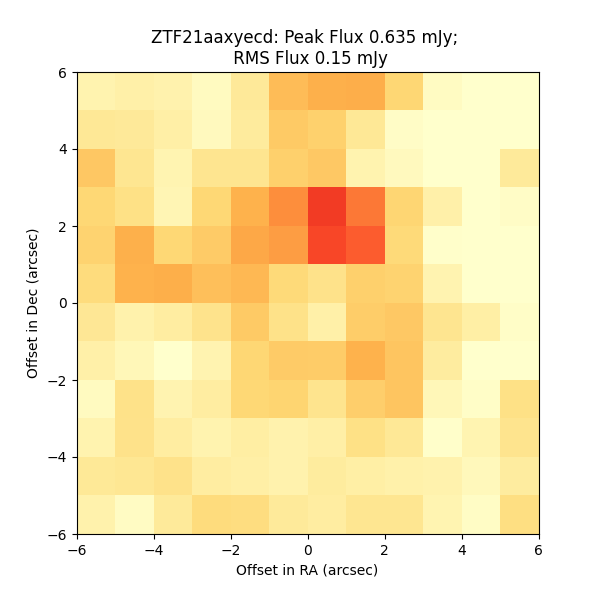 ZTF21aaxyecd: Peak Flux 0.635 mJy;
RMS Flux 0.15 mJy
6
4
2
0
−2
−4
−6
Offset in Dec (arcsec)
−6 −4 −2 0 2 4 6
Offset in RA (arcsec)